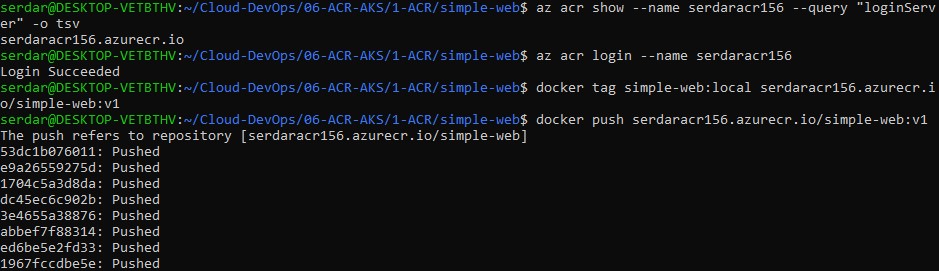 serdar@DESKTOP-VETBTHV:~/Cloud-DevOps/06-ACR-AKS/1-ACR/simple-web$ az acr show --name serdaracr156 --query "loginServ
er" -o tsv
serdaracr156.azurecr.io
serdar@DESKTOP-VETBTHV:~/Cloud-DevOps/06-ACR-AKS/1-ACR/simple-web$ az acr login --name serdaracr156
Login Succeeded
serdar@DESKTOP-VETBTHV:~/Cloud-DevOps/06-ACR-AKS/1-ACR/simple-web$ docker tag simple-web:local serdaracr156.azurecr.i
o/simple-web:v1
serdar@DESKTOP-VETBTHV:~/Cloud-DevOps/06-ACR-AKS/1-ACR/simple-web$ docker push serdaracr156.azurecr.io/simple-web:v1
The push refers to repository [serdaracr156.azurecr.io/simple-web]
53dc1b076011: Pushed
e9a26559275d: Pushed
1704c5a3d8da: Pushed
dc45ec6c902b: Pushed
3e4655a38876: Pushed
abbef7f88314: Pushed
ed6be5e2fd33: Pushed
1967fccdbe5e: Pushed